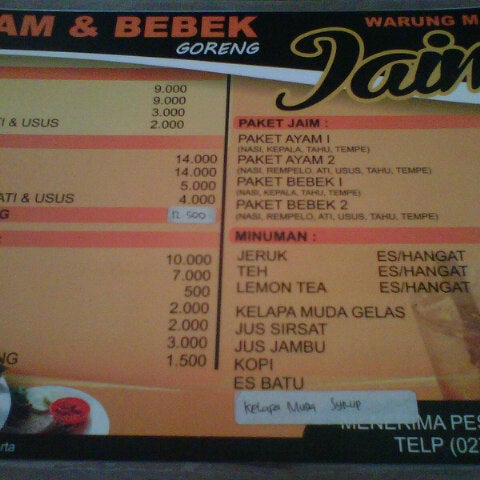 AM & BEBEK
GORENG
9.000
9.000
3.000
TI & USUS 2.000
14.000
14.000
5.000
ATI & USUS 4.000
NG 12.500
10.000
7.000
500
2.000
2.000
3.000
NG 1.500
rta
WARUNG M
Jaim
PAKET JAIM :
PAKET AYAM I
(NASI, KEPALA, TAHU, TEMPE)
PAKET AYAM 2
(NASI, REMPELO, ATI, USUS, TAHU, TEMPE)
PAKET BEBEK I
(NASI, KEPALA, TAHU, TEMPE)
PAKET BEBEK 2
(NASI, REMPELO, ATI, USUS, TAHU, TEMPE)
MINUMAN :
JERUK ES/HANGAT
TEH ES/HANGAT
LEMON TEA ES/HANGAT
KELAPA MUDA GELAS
JUS SIRSAT
JUS JAMBU
KOPI
ES BATU
Kelapa Muda Syrup
MENERIMA PES
TELP (027